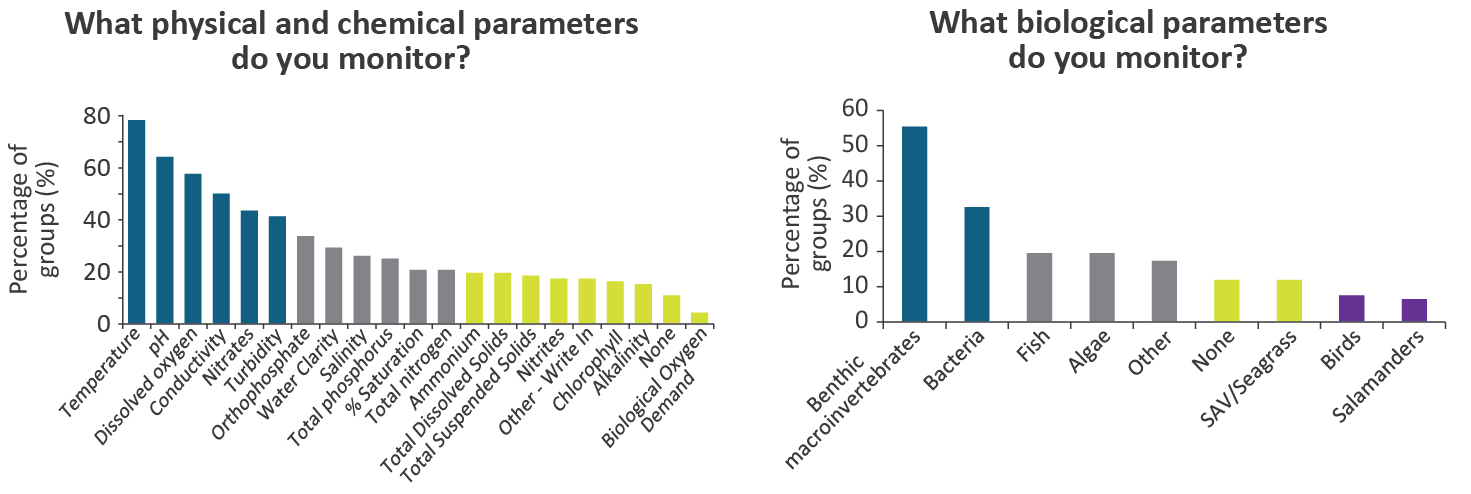 What physical and chemical parameters
do you monitor?
Percentage of
groups (%)
80
60
40
20
0
Temperature
pH
Dissolved oxygen
Conductivity
Nitrates
Turbidity
Orthophosphate
Water Clarity
Salinity
Total phosphorus
% Saturation
Total nitrogen
Ammonium
Total Dissolved Solids
Total Suspended Solids
Nitrites
Other - Write In
Chlorophyll
Alkalinity
None
Biological Oxygen
Demand
What biological parameters
do you monitor?
Percentage of
groups (%)
60
50
40
30
20
10
0
Benthic
macroinvertebrates
Bacteria
Fish
Algae
Other
None
SAV/Seagrass
Birds
Salamanders